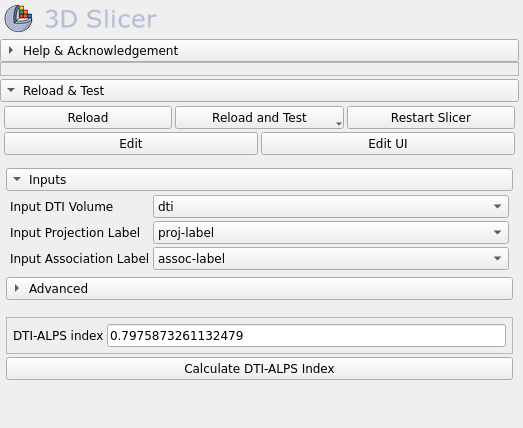 3D Slicer
Help & Acknowledgement
Reload & Test
Reload Reload and Test Restart Slicer
Edit Edit UI
Inputs
Input DTI Volume dti
Input Projection Label proj-label
Input Association Label assoc-label
Advanced
DTI-ALPS index 0.7975873261132479
Calculate DTI-ALPS Index